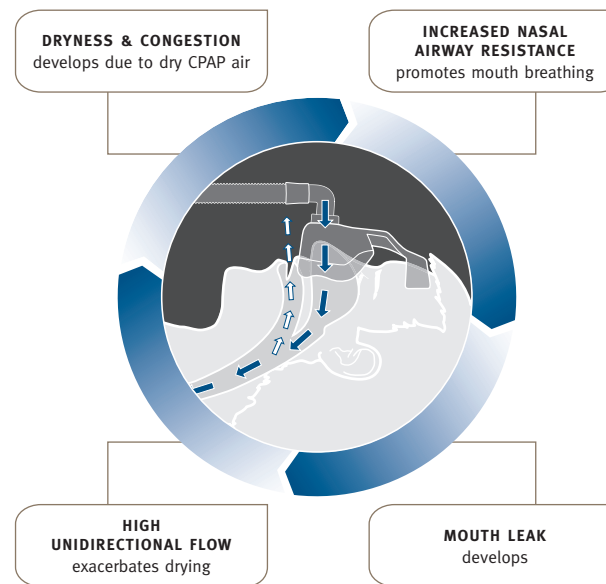 DRYNESS & CONGESTION
develops due to dry CPAP air
INCREASED NASAL
AIRWAY RESISTANCE
promotes mouth breathing
HIGH
UNIDIRECTIONAL FLOW
exacerbates drying
MOUTH LEAK
develops